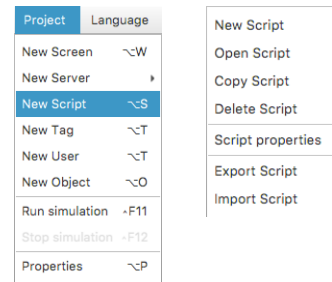 Project Language
New Screen ⌥W
New Server
New Script ⌥S
New Tag ⌥T
New User ⌥T
New Object ⌥O
Run simulation ⌃F11
Stop simulation ⌃F12
Properties ⌥P
New Script
Open Script
Copy Script
Delete Script
Script properties
Export Script
Import Script